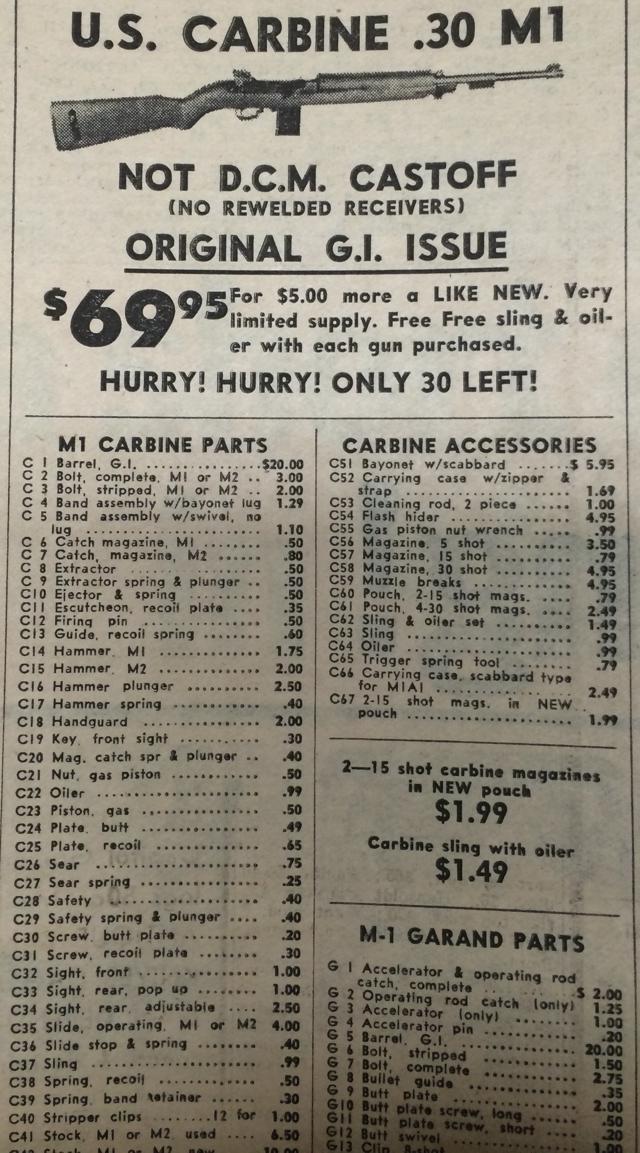 U.S. CARBINE .30 M1
NOT D.C.M. CASTOFF
(NO REWELDED RECEIVERS)
ORIGINAL G.I. ISSUE
$69.95
For $5.00 more a LIKE NEW. Very
limited supply. Free Free sling & oil-
er with each gun purchased.
HURRY! HURRY! ONLY 30 LEFT!
M1 CARBINE PARTS
C 1 Barrel, G.I. .............. $20.00
C 2 Bolt, complete, M1 or M2 .. 3.00
C 3 Bolt, stripped, M1 or M2 .. 2.00
C 4 Band assembly w/bayonet lug 1.29
C 5 Band assembly w/swivel, no
lug .................... 1.10
C 6 Catch magazine, M1 ........ .50
C 7 Catch, magazine, M2 ....... .80
C 8 Extractor ................. .50
C 9 Extractor spring & plunger .. .50
C10 Ejector & spring .......... .50
C11 Escutcheon, recoil plate .... .35
C12 Firing pin ................ .50
C13 Guide, recoil spring ........ .60
C14 Hammer, M1 ............... 1.75
C15 Hammer, M2 ............... 2.00
C16 Hammer plunger .......... 2.50
C17 Hammer spring ............ .40
C18 Handguard ............... 2.00
C19 Key, front sight ........... .30
C20 Mag. catch spr & plunger .. .40
C21 Nut, gas piston ............ .50
C22 Oiler ..................... .99
C23 Piston, gas ............... .50
C24 Plate, butt ................ .49
C25 Plate, recoil .............. .65
C26 Sear ..................... .75
C27 Sear spring ............... .25
C28 Safety .................... .40
C29 Safety spring & plunger .... .40
C30 Screw, butt plate .......... .20
C31 Screw, recoil plate ......... .30
C32 Sight, front .............. 1.00
C33 Sight, rear, pop up ........ 1.00
C34 Sight, rear, adjustable .... 2.50
C35 Slide, operating, M1 or M2 4.00
C36 Slide stop & spring ........ .40
C37 Sling ..................... .99
C38 Spring, recoil ............. .50
C39 Spring, band retainer ...... .30
C40 Stripper clips ........12 for 1.00
C41 Stock, M1 or M2, used .... 6.50
CARBINE ACCESSORIES
C51 Bayonet w/scabbard ....... $ 5.95
C52 Carrying case w/zipper &
strap .................. 1.69
C53 Cleaning rod, 2 piece ...... 1.00
C54 Flash hider ............... 4.95
C55 Gas piston nut wrench ..... .99
C56 Magazine, 5 shot .......... 3.50
C57 Magazine, 15 shot ......... .79
C58 Magazine, 30 shot ......... 4.95
C59 Muzzle breaks ............. 4.95
C60 Pouch, 2-15 shot mags. .... .79
C61 Pouch, 4-30 shot mags. .... 2.49
C62 Sling & oiler set .......... 1.49
C63 Sling ..................... .99
C64 Oiler ..................... .99
C65 Trigger spring tool ........ .79
C66 Carrying case, scabbard type
for M1A1 ............... 2.49
C67 2-15 shot mags. in NEW
pouch .................. 1.99
2—15 shot carbine magazines
in NEW pouch
$1.99
Carbine sling with oiler
$1.49
M-1 GARAND PARTS
G 1 Accelerator & operating rod
catch, complete ......... $ 2.00
G 2 Operating rod catch (only) 1.25
G 3 Accelerator (only) ........ 1.00
G 4 Accelerator pin ........... .20
G 5 Barrel, G.I. .............. 20.00
G 6 Bolt, stripped ............ 1.50
G 7 Bolt, complete ............ 2.75
G 8 Bullet guide .............. .35
G 9 Butt plate ................ 2.00
G10 Butt plate screw, long ..... .50
G11 Butt plate screw, short .... .20
G12 Butt swivel
G13 Clip, 8-shot